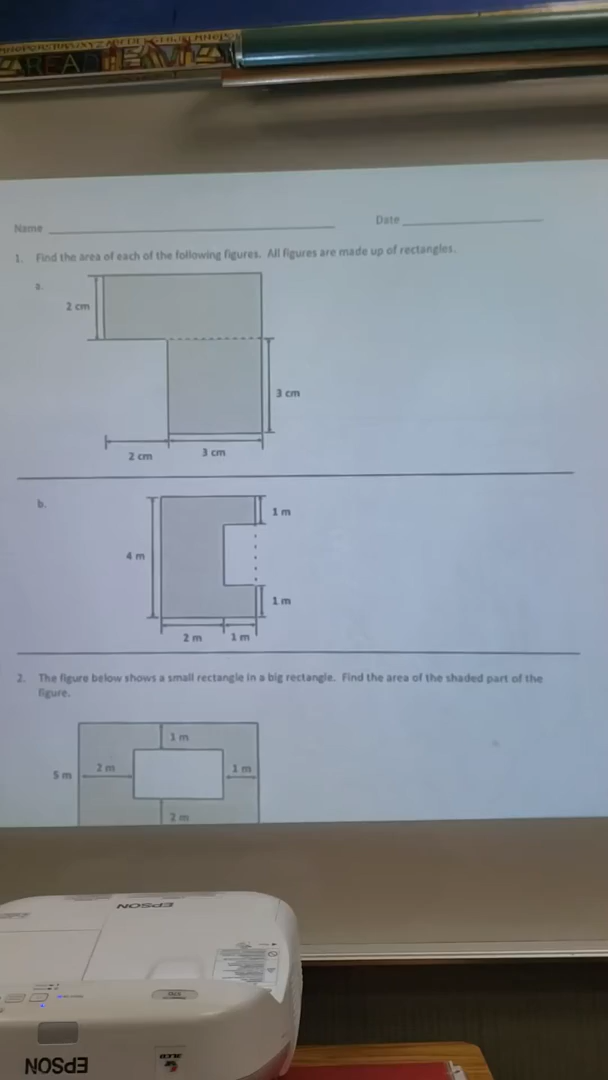 READ
Name
Date
1. Find the area of each of the following figures. All figures are made up of rectangles.
a.
2 cm
3 cm
2 cm
3 cm
b.
1 m
4 m
1 m
2 m
1 m
2. The figure below shows a small rectangle in a big rectangle. Find the area of the shaded part of the
figure.
1 m
2 m
1 m
5 m
2 m
EPSON
EPSON